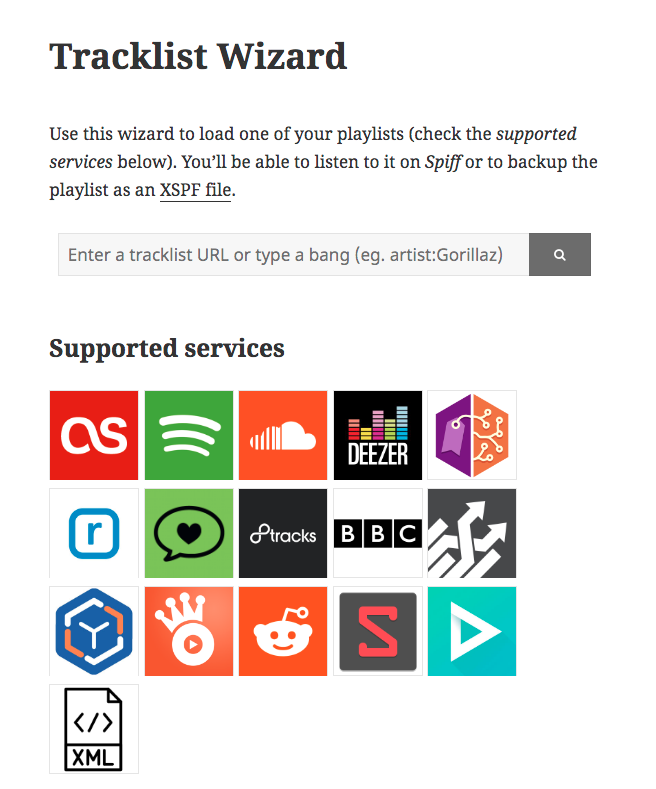 Tracklist Wizard
Use this wizard to load one of your playlists (check the supported
services below). You’ll be able to listen to it on Spiff or to backup the
playlist as an XSPF file.
Enter a tracklist URL or type a bang (eg. artist:Gorillaz)
Supported services
DEEZER
r
8tracks
BBC
XML